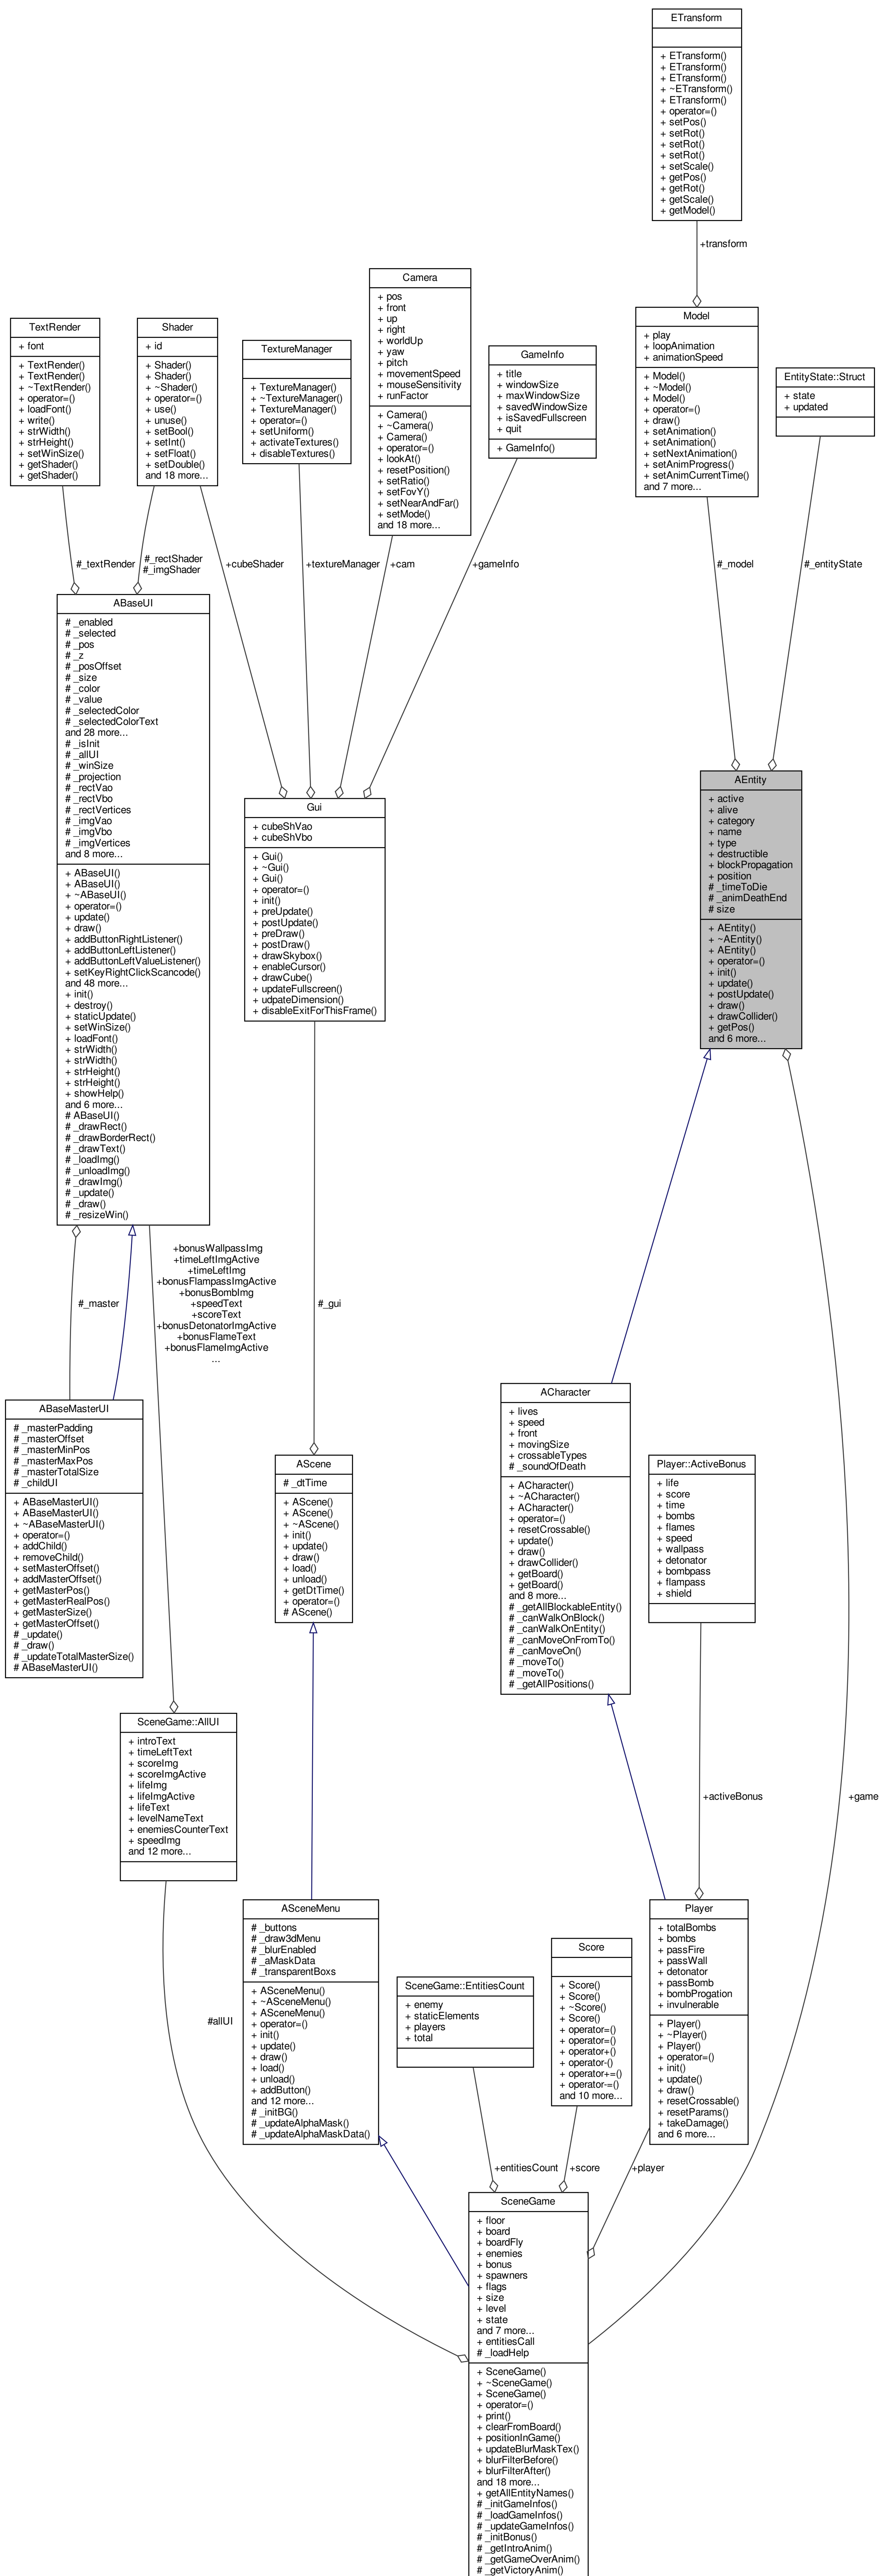 ETransform
+ ETransform()
+ ETransform()
+ ETransform()
+ ~ETransform()
+ ETransform()
+ operator=()
+ setPos()
+ setRot()
+ setRot()
+ setRot()
+ setScale()
+ getPos()
+ getRot()
+ getScale()
+ getModel()
+transform
Model
+ play
+ loopAnimation
+ animationSpeed
+ Model()
+ ~Model()
+ Model()
+ operator=()
+ draw()
+ setAnimation()
+ setAnimation()
+ setNextAnimation()
+ setAnimProgress()
+ setAnimCurrentTime()
and 7 more...
EntityState::Struct
+ state
+ updated
TextRender
+ font
+ TextRender()
+ TextRender()
+ ~TextRender()
+ operator=()
+ loadFont()
+ write()
+ strWidth()
+ strHeight()
+ setWinSize()
+ getShader()
+ getShader()
Shader
+ id
+ Shader()
+ Shader()
+ ~Shader()
+ operator=()
+ use()
+ unuse()
+ setBool()
+ setInt()
+ setFloat()
+ setDouble()
and 18 more...
TextureManager
+ TextureManager()
+ ~TextureManager()
+ TextureManager()
+ operator=()
+ setUniform()
+ activateTextures()
+ disableTextures()
Camera
+ pos
+ front
+ up
+ right
+ worldUp
+ yaw
+ pitch
+ movementSpeed
+ mouseSensitivity
+ runFactor
+ Camera()
+ ~Camera()
+ Camera()
+ operator=()
+ lookAt()
+ resetPosition()
+ setRatio()
+ setFovY()
+ setNearAndFar()
+ setMode()
and 18 more...
GameInfo
+ title
+ windowSize
+ maxWindowSize
+ savedWindowSize
+ isSavedFullscreen
+ quit
+ GameInfo()
#_textRender
#_rectShader
#_imgShader
+cubeShader
+textureManager
+cam
+gameInfo
#_model
#_entityState
ABaseUI
# _enabled
# _selected
# _pos
# _z
# _posOffset
# _size
# _color
# _value
# _selectedColor
# _selectedColorText
and 28 more...
# _isInit
# _allUI
# _winSize
# _projection
# _rectVao
# _rectVbo
# _rectVertices
# _imgVao
# _imgVbo
# _imgVertices
and 8 more...
+ ABaseUI()
+ ABaseUI()
+ ~ABaseUI()
+ operator=()
+ update()
+ draw()
+ addButtonRightListener()
+ addButtonLeftListener()
+ addButtonLeftValueListener()
+ setKeyRightClickScancode()
and 48 more...
+ init()
+ destroy()
+ staticUpdate()
+ setWinSize()
+ loadFont()
+ strWidth()
+ strWidth()
+ strHeight()
+ strHeight()
+ showHelp()
and 6 more...
# ABaseUI()
# _drawRect()
# _drawBorderRect()
# _drawText()
# _loadImg()
# _unloadImg()
# _drawImg()
# _update()
# _draw()
# _resizeWin()
Gui
+ cubeShVao
+ cubeShVbo
+ Gui()
+ ~Gui()
+ Gui()
+ operator=()
+ init()
+ preUpdate()
+ postUpdate()
+ preDraw()
+ postDraw()
+ drawSkybox()
+ enableCursor()
+ drawCube()
+ updateFullscreen()
+ udpateDimension()
+ disableExitForThisFrame()
AEntity
+ active
+ alive
+ category
+ name
+ type
+ destructible
+ blockPropagation
+ position
# _timeToDie
# _animDeathEnd
# size
+ AEntity()
+ ~AEntity()
+ AEntity()
+ operator=()
+ init()
+ update()
+ postUpdate()
+ draw()
+ drawCollider()
+ getPos()
and 6 more...
#_master
+bonusWallpassImg
+timeLeftImgActive
+timeLeftImg
+bonusFlampassImgActive
+bonusBombImg
+speedText
+scoreText
+bonusDetonatorImgActive
+bonusFlameText
+bonusFlameImgActive
...
#_gui
ABaseMasterUI
# _masterPadding
# _masterOffset
# _masterMinPos
# _masterMaxPos
# _masterTotalSize
# _childUI
+ ABaseMasterUI()
+ ABaseMasterUI()
+ ~ABaseMasterUI()
+ operator=()
+ addChild()
+ removeChild()
+ setMasterOffset()
+ addMasterOffset()
+ getMasterPos()
+ getMasterRealPos()
+ getMasterSize()
+ getMasterOffset()
# _update()
# _draw()
# _updateTotalMasterSize()
# ABaseMasterUI()
AScene
# _dtTime
+ AScene()
+ AScene()
+ ~AScene()
+ init()
+ update()
+ draw()
+ load()
+ unload()
+ getDtTime()
+ operator=()
# AScene()
ACharacter
+ lives
+ speed
+ front
+ movingSize
+ crossableTypes
# _soundOfDeath
+ ACharacter()
+ ~ACharacter()
+ ACharacter()
+ operator=()
+ resetCrossable()
+ update()
+ draw()
+ drawCollider()
+ getBoard()
+ getBoard()
and 8 more...
# _getAllBlockableEntity()
# _canWalkOnBlock()
# _canWalkOnEntity()
# _canMoveOnFromTo()
# _canMoveOn()
# _moveTo()
# _moveTo()
# _getAllPositions()
Player::ActiveBonus
+ life
+ score
+ time
+ bombs
+ flames
+ speed
+ wallpass
+ detonator
+ bombpass
+ flampass
+ shield
SceneGame::AllUI
+ introText
+ timeLeftText
+ scoreImg
+ scoreImgActive
+ lifeImg
+ lifeImgActive
+ lifeText
+ levelNameText
+ enemiesCounterText
+ speedImg
and 12 more...
+activeBonus
+game
ASceneMenu
# _buttons
# _draw3dMenu
# _blurEnabled
# _aMaskData
# _transparentBoxs
+ ASceneMenu()
+ ~ASceneMenu()
+ ASceneMenu()
+ operator=()
+ init()
+ update()
+ draw()
+ load()
+ unload()
+ addButton()
and 12 more...
# _initBG()
# _updateAlphaMask()
# _updateAlphaMaskData()
SceneGame::EntitiesCount
+ enemy
+ staticElements
+ players
+ total
Score
+ Score()
+ Score()
+ ~Score()
+ Score()
+ operator=()
+ operator=()
+ operator+()
+ operator-()
+ operator+=()
+ operator-=()
and 10 more...
Player
+ totalBombs
+ bombs
+ passFire
+ passWall
+ detonator
+ passBomb
+ bombProgation
+ invulnerable
+ Player()
+ ~Player()
+ Player()
+ operator=()
+ init()
+ update()
+ draw()
+ resetCrossable()
+ resetParams()
+ takeDamage()
and 6 more...
#allUI
+entitiesCount
+score
+player
SceneGame
+ floor
+ board
+ boardFly
+ enemies
+ bonus
+ spawners
+ flags
+ size
+ level
+ state
and 7 more...
+ entitiesCall
# _loadHelp
+ SceneGame()
+ ~SceneGame()
+ SceneGame()
+ operator=()
+ print()
+ clearFromBoard()
+ positionInGame()
+ updateBlurMaskTex()
+ blurFilterBefore()
+ blurFilterAfter()
and 18 more...
+ getAllEntityNames()
# _initGameInfos()
# _loadGameInfos()
# _updateGameInfos()
# _initBonus()
# _getIntroAnim()
# _getGameOverAnim()
# _getVictoryAnim()